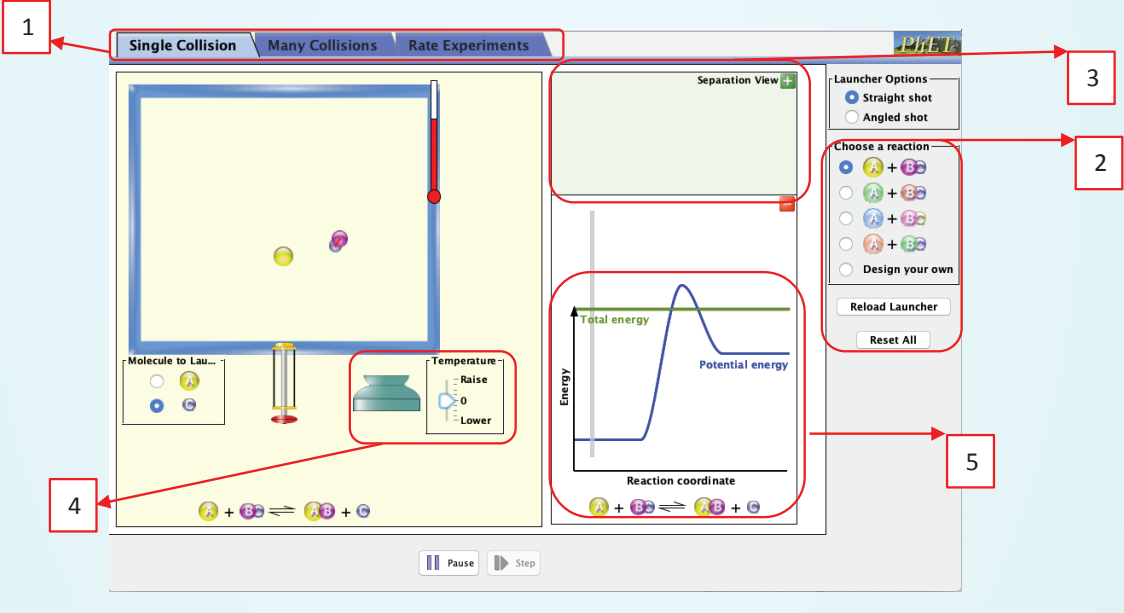 1
Single Collision
Many Collisions
Rate Experiments
PhET
3
Separation View +
Launcher Options
Straight shot
Angled shot
2
Choose a reaction
A + BC
A + BC
A + BC
A + BC
Design your own
Reload Launcher
Reset All
Total energy
Potential energy
Energy
Reaction coordinate
A + BC ⇌ AB + C
5
Molecule to Lau...
A
C
Temperature
Raise
0
Lower
4
A + BC ⇌ AB + C
Pause
Step